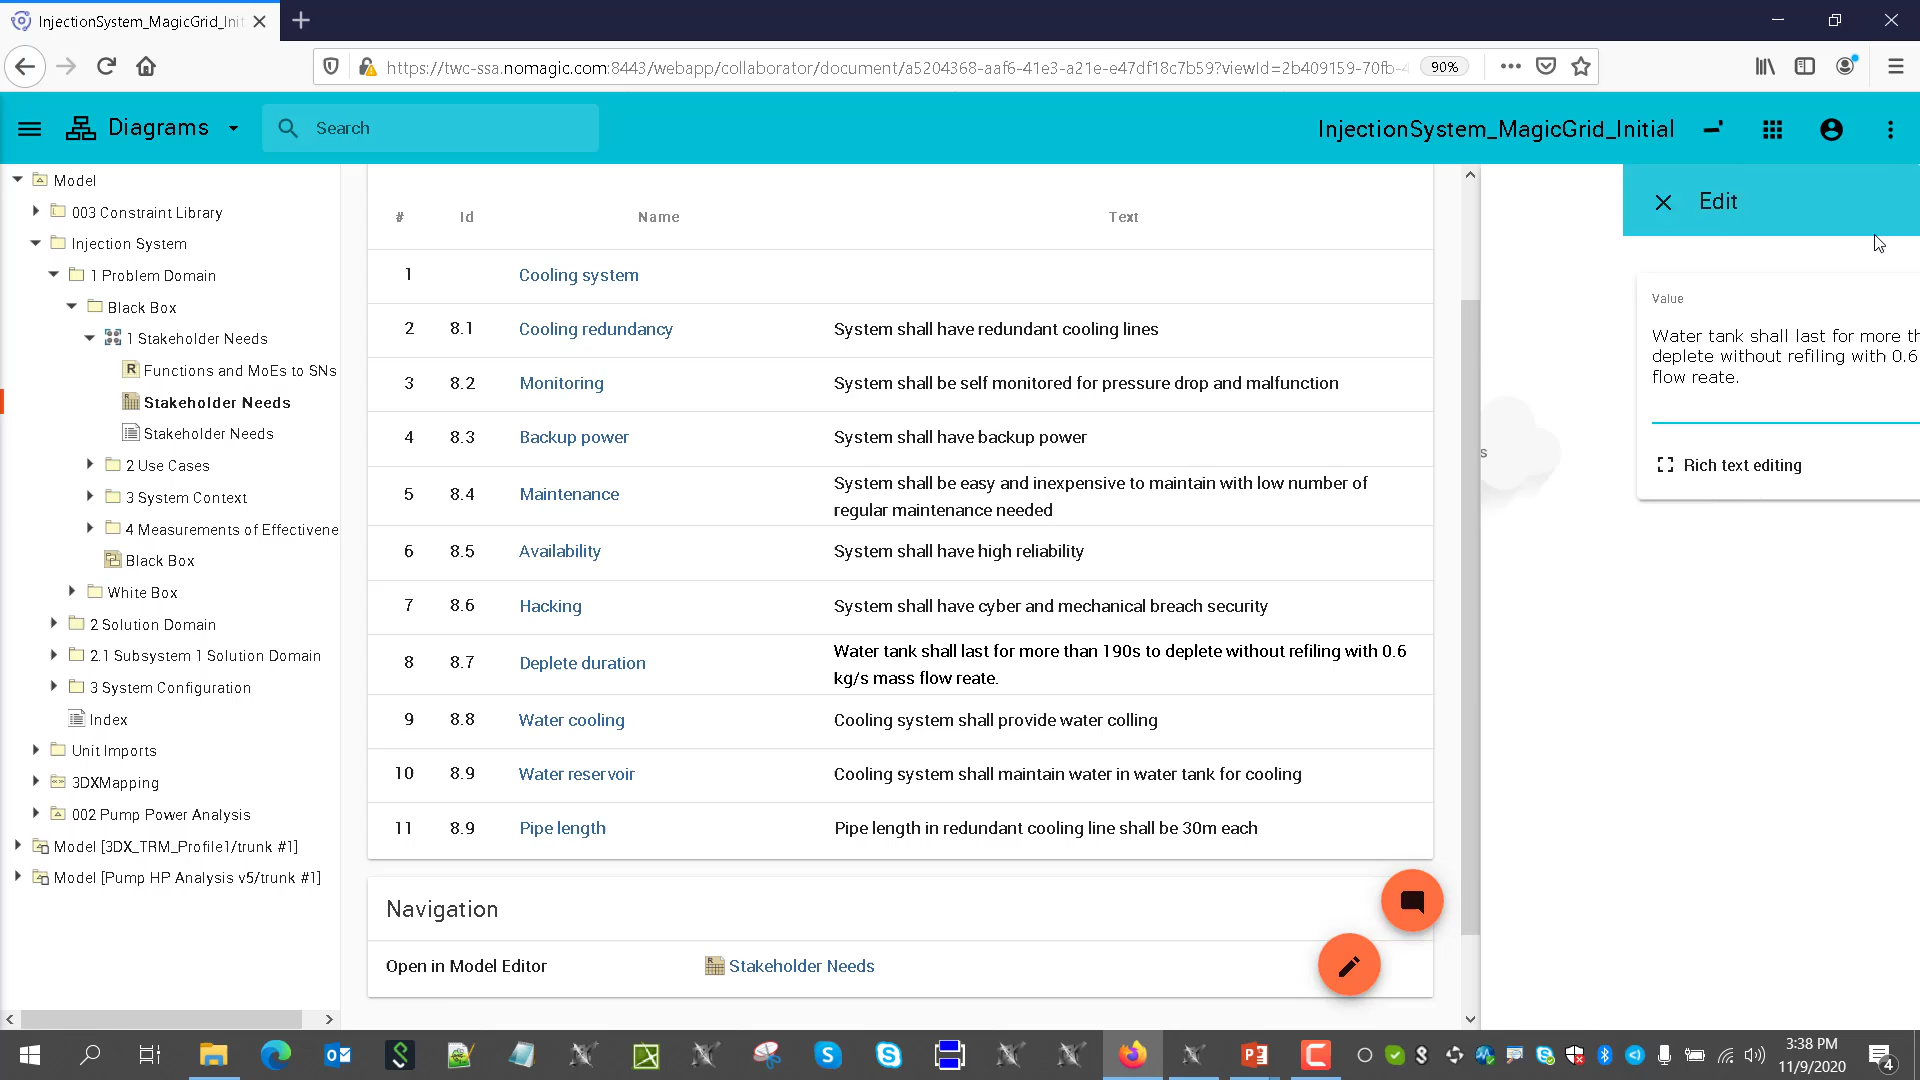 InjectionSystem_MagicGrid_Init
https://twc-ssa.nomagic.com:8443/webapp/collaborator/document/a5204368-aaf6-41e3-a21e-e47df18c7b59?viewId=2b409159-70fb-4
90%
Diagrams
Search
InjectionSystem_MagicGrid_Initial
Model
003 Constraint Library
Injection System
1 Problem Domain
Black Box
1 Stakeholder Needs
Functions and MoEs to SNs
Stakeholder Needs
Stakeholder Needs
2 Use Cases
3 System Context
4 Measurements of Effectivene
Black Box
White Box
2 Solution Domain
2.1 Subsystem 1 Solution Domain
3 System Configuration
Index
Unit Imports
3DXMapping
002 Pump Power Analysis
Model [3DX_TRM_Profile1/trunk #1]
Model [Pump HP Analysis v5/trunk #1]
# Id Name Text
1 Cooling system
2 8.1 Cooling redundancy System shall have redundant cooling lines
3 8.2 Monitoring System shall be self monitored for pressure drop and malfunction
4 8.3 Backup power System shall have backup power
5 8.4 Maintenance System shall be easy and inexpensive to maintain with low number of
regular maintenance needed
6 8.5 Availability System shall have high reliability
7 8.6 Hacking System shall have cyber and mechanical breach security
8 8.7 Deplete duration Water tank shall last for more than 190s to deplete without refiling with 0.6
kg/s mass flow reate.
9 8.8 Water cooling Cooling system shall provide water colling
10 8.9 Water reservoir Cooling system shall maintain water in water tank for cooling
11 8.9 Pipe length Pipe length in redundant cooling line shall be 30m each
Navigation
Open in Model Editor Stakeholder Needs
s
Edit
Value
Water tank shall last for more th
deplete without refiling with 0.6
flow reate.
Rich text editing
3:38 PM
11/9/2020
4